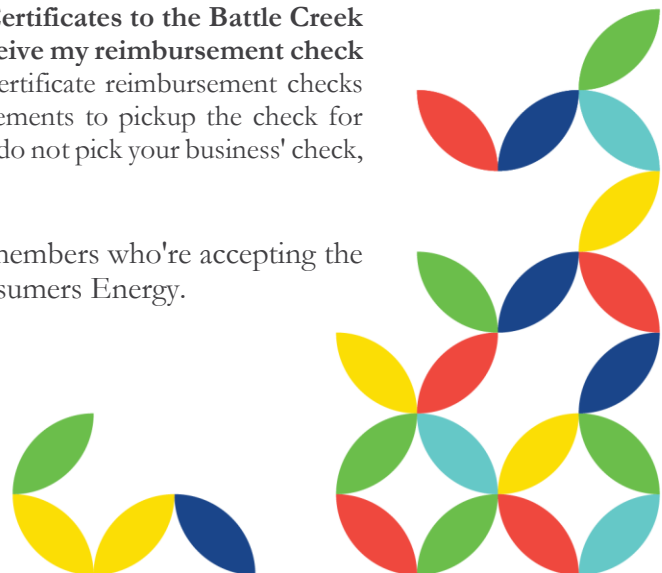 Certificates to the Battle Creek
eive my reimbursement check
ertificate reimbursement checks
ements to pickup the check for
do not pick your business' check,
members who're accepting the
sumers Energy.